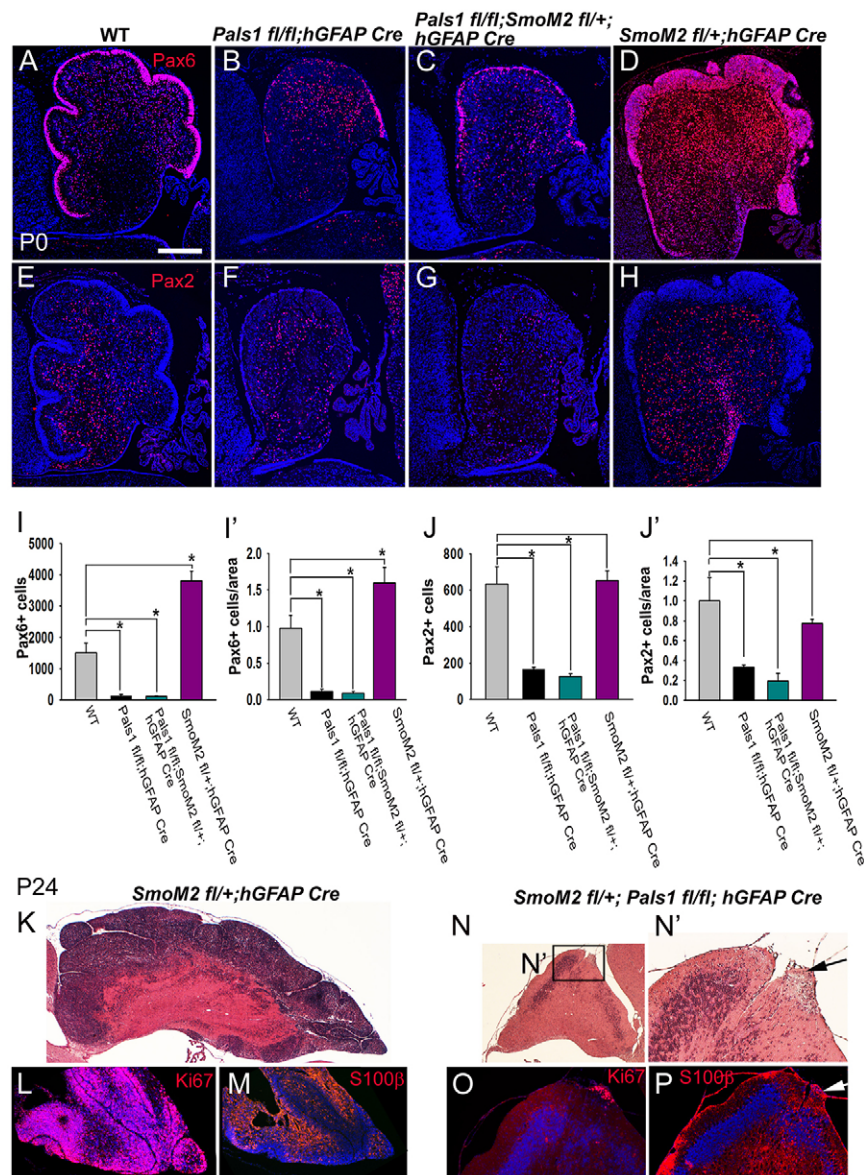 WT
Pals1 fl/fl;hGFAP Cre
Pals1 fl/fl;SmoM2 fl/+;
hGFAP Cre
SmoM2 fl/+;hGFAP Cre
A
Pax6
B
C
D
P0
E
Pax2
F
G
H
I
Pax6+ cells
5000
4000
3000
2000
1000
0
*
*
*
WT
Pals1 fl/fl;hGFAP Cre
Pals1 fl/fl;SmoM2 fl/+;
hGFAP Cre
SmoM2 fl/+;hGFAP Cre
I'
Pax6+ cells/area
2.0
1.5
1.0
0.5
0.0
*
*
*
WT
Pals1 fl/fl;hGFAP Cre
Pals1 fl/fl;SmoM2 fl/+;
hGFAP Cre
SmoM2 fl/+;hGFAP Cre
J
Pax2+ cells
800
600
400
200
0
*
*
WT
Pals1 fl/fl;hGFAP Cre
Pals1 fl/fl;SmoM2 fl/+;
hGFAP Cre
SmoM2 fl/+;hGFAP Cre
J'
Pax2+ cells/area
1.4
1.2
1.0
0.8
0.6
0.4
0.2
0.0
*
*
WT
Pals1 fl/fl;hGFAP Cre
Pals1 fl/fl;SmoM2 fl/+;
hGFAP Cre
SmoM2 fl/+;hGFAP Cre
P24
SmoM2 fl/+;hGFAP Cre
SmoM2 fl/+; Pals1 fl/fl; hGFAP Cre
K
N
N'
N'
L
Ki67
M
S100β
O
Ki67
P
S100β